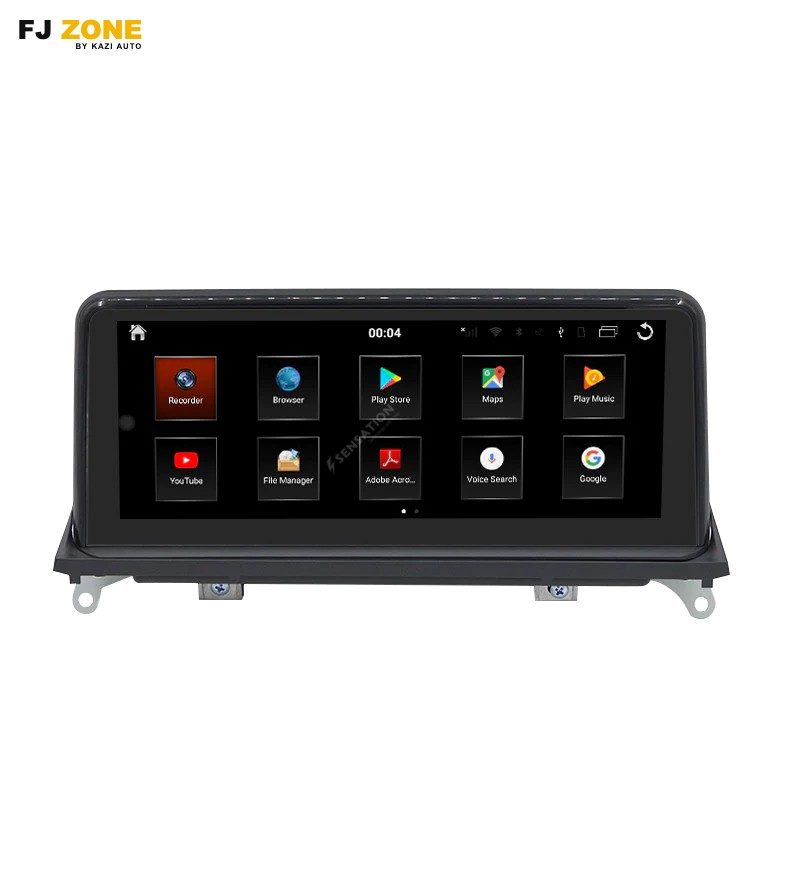 FJ ZONE
BY KAZI AUTO
00:04
Recorder
Browser
Play Store
Maps
Play Music
SENSATION
YouTube
File Manager
Adobe Acro...
Voice Search
Google